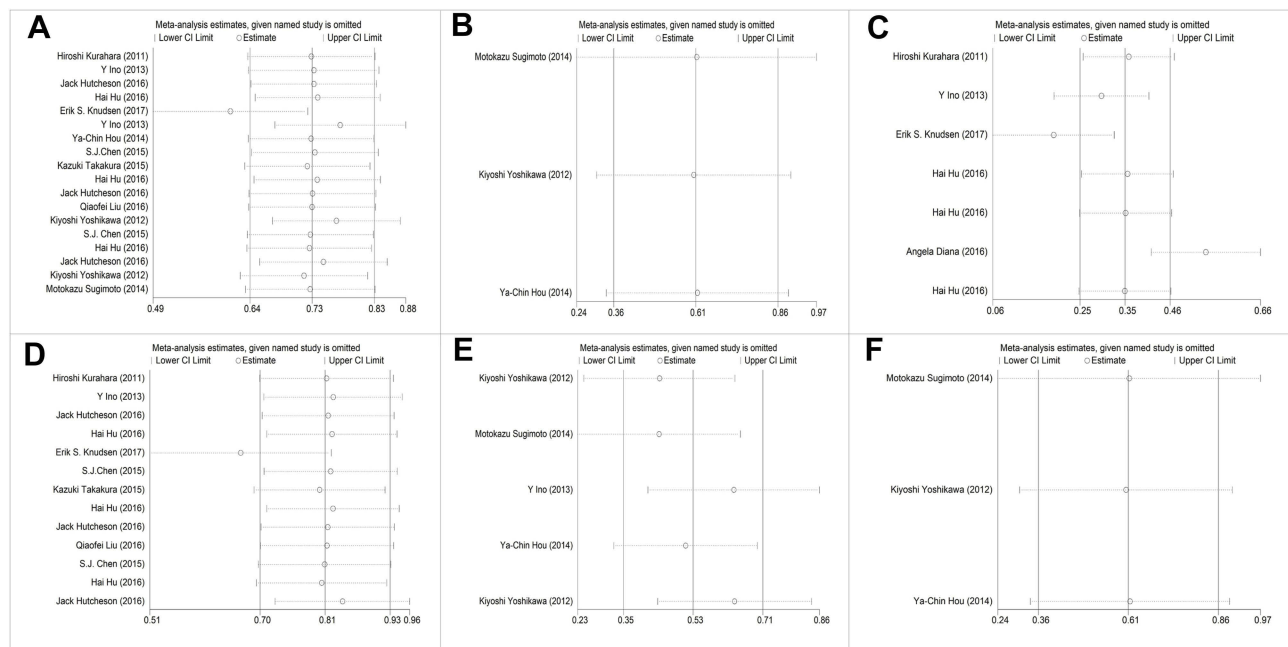 A
Meta-analysis estimates, given named study is omitted
Lower CI Limit Estimate Upper CI Limit
Hiroshi Kurahara (2011)
Y Ino (2013)
Jack Hutcheson (2016)
Hai Hu (2016)
Erik S. Knudsen (2017)
Y Ino (2013)
Ya-Chin Hou (2014)
S.J.Chen (2015)
Kazuki Takakura (2015)
Hai Hu (2016)
Jack Hutcheson (2016)
Qiaofei Liu (2016)
Kiyoshi Yoshikawa (2012)
S.J. Chen (2015)
Hai Hu (2016)
Jack Hutcheson (2016)
Kiyoshi Yoshikawa (2012)
Motokazu Sugimoto (2014)
0.49 0.64 0.73 0.83 0.88
B
Meta-analysis estimates, given named study is omitted
Lower CI Limit Estimate Upper CI Limit
Motokazu Sugimoto (2014)
Kiyoshi Yoshikawa (2012)
Ya-Chin Hou (2014)
0.24 0.36 0.61 0.86 0.97
C
Meta-analysis estimates, given named study is omitted
Lower CI Limit Estimate Upper CI Limit
Hiroshi Kurahara (2011)
Y Ino (2013)
Erik S. Knudsen (2017)
Hai Hu (2016)
Hai Hu (2016)
Angela Diana (2016)
Hai Hu (2016)
0.06 0.25 0.35 0.46 0.66
D
Meta-analysis estimates, given named study is omitted
Lower CI Limit Estimate Upper CI Limit
Hiroshi Kurahara (2011)
Y Ino (2013)
Jack Hutcheson (2016)
Hai Hu (2016)
Erik S. Knudsen (2017)
S.J.Chen (2015)
Kazuki Takakura (2015)
Hai Hu (2016)
Jack Hutcheson (2016)
Qiaofei Liu (2016)
S.J. Chen (2015)
Hai Hu (2016)
Jack Hutcheson (2016)
0.51 0.70 0.81 0.93 0.96
E
Meta-analysis estimates, given named study is omitted
Lower CI Limit Estimate Upper CI Limit
Kiyoshi Yoshikawa (2012)
Motokazu Sugimoto (2014)
Y Ino (2013)
Ya-Chin Hou (2014)
Kiyoshi Yoshikawa (2012)
0.23 0.35 0.53 0.71 0.86
F
Meta-analysis estimates, given named study is omitted
Lower CI Limit Estimate Upper CI Limit
Motokazu Sugimoto (2014)
Kiyoshi Yoshikawa (2012)
Ya-Chin Hou (2014)
0.24 0.36 0.61 0.86 0.97